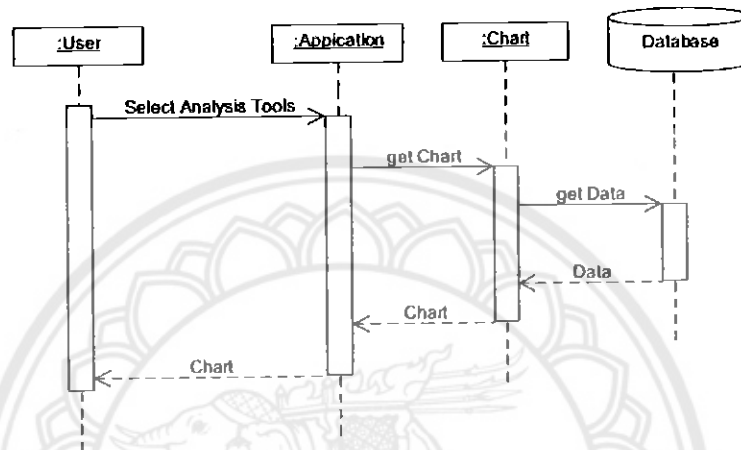 :User
:Appication
:Chart
Database
Select Analysis Tools
get Chart
get Data
Data
Chart
Chart